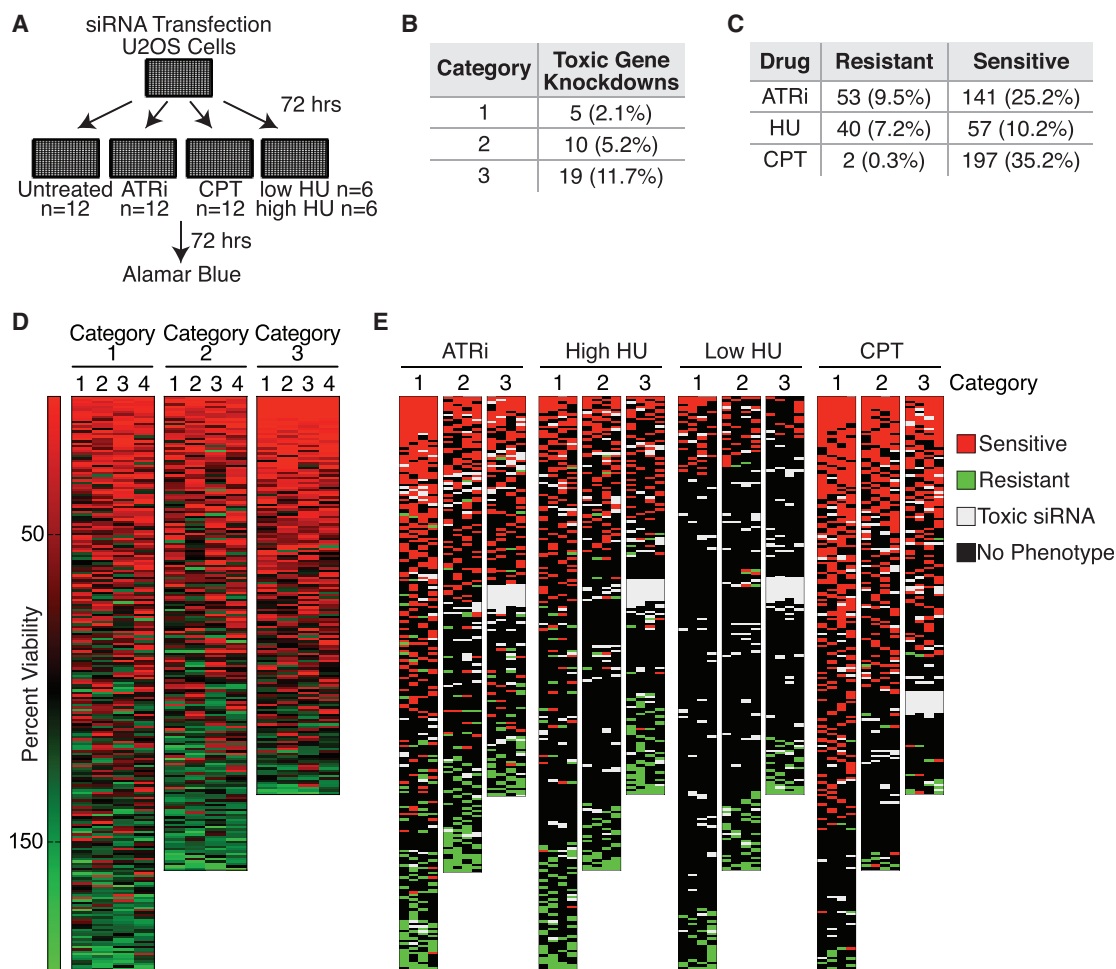 A
siRNA Transfection
U2OS Cells
72 hrs
Untreated
n=12
ATRi
n=12
CPT
n=12
low HU n=6
high HU n=6
72 hrs
Alamar Blue
B
Category Toxic Gene Knockdowns
1 5 (2.1%)
2 10 (5.2%)
3 19 (11.7%)
C
Drug Resistant Sensitive
ATRi 53 (9.5%) 141 (25.2%)
HU 40 (7.2%) 57 (10.2%)
CPT 2 (0.3%) 197 (35.2%)
D
Category 1
Category 2
Category 3
1 2 3 4 1 2 3 4 1 2 3 4
50
150
Percent Viability
E
ATRi High HU Low HU CPT
1 2 3 1 2 3 1 2 3 1 2 3 Category
Sensitive
Resistant
Toxic siRNA
No Phenotype